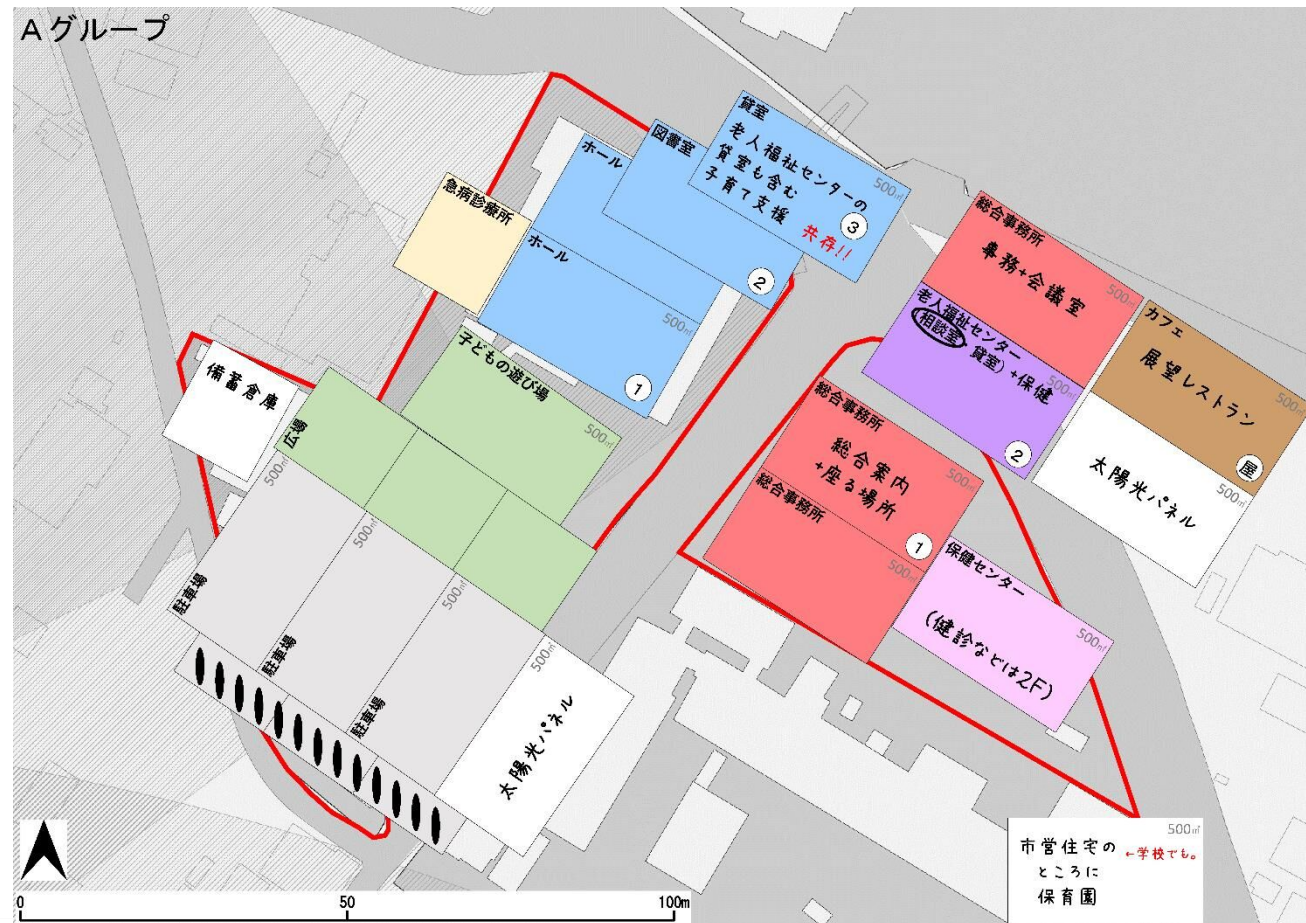 Aグループ
貸室
老人福祉センターの
貸室も含む
子育て支援
共存!!
500㎡
3
図書室
2
ホール
ホール
500㎡
1
急病診療所
子どもの遊び場
500㎡
備蓄倉庫
広場
500㎡
500㎡
500㎡
500㎡
駐車場
駐車場
駐車場
太陽光パネル
総合事務所
事務+会議室
500㎡
老人福祉センター
(相談室 貸室)+保健
500㎡
2
カフェ
展望レストラン
500㎡
屋
太陽光パネル
500㎡
総合事務所
総合案内
+座る場所
500㎡
1
総合事務所
500㎡
保健センター
500㎡
(健診などは2F)
500㎡
市営住宅の
←学校でも。
ところに
保育園
0
50
100m